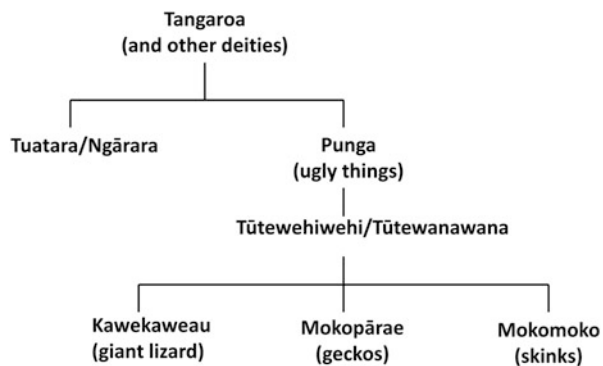 Tangaroa
(and other deities)
Tuatara/Ngārara
Punga
(ugly things)
Tūtewehiwehi/Tūtewanawana
Kawekaweau
(giant lizard)
Mokopārae
(geckos)
Mokomoko
(skinks)